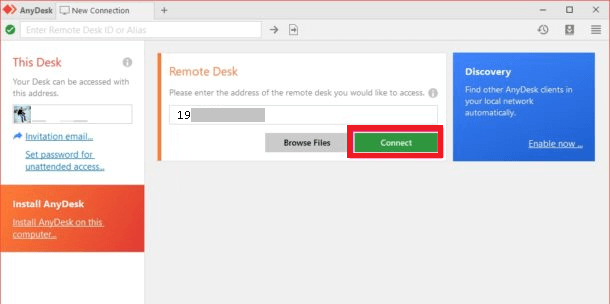 AnyDesk
New Connection
+
Enter Remote Desk ID or Alias
This Desk
Your Desk can be accessed with
this address.
Invitation email...
Set password for
unattended access...
Install AnyDesk
Install AnyDesk on this
computer...
Remote Desk
Please enter the address of the remote desk you would like to access.
19
Browse Files
Connect
Discovery
Find other AnyDesk clients in
your local network
automatically.
Enable now ...